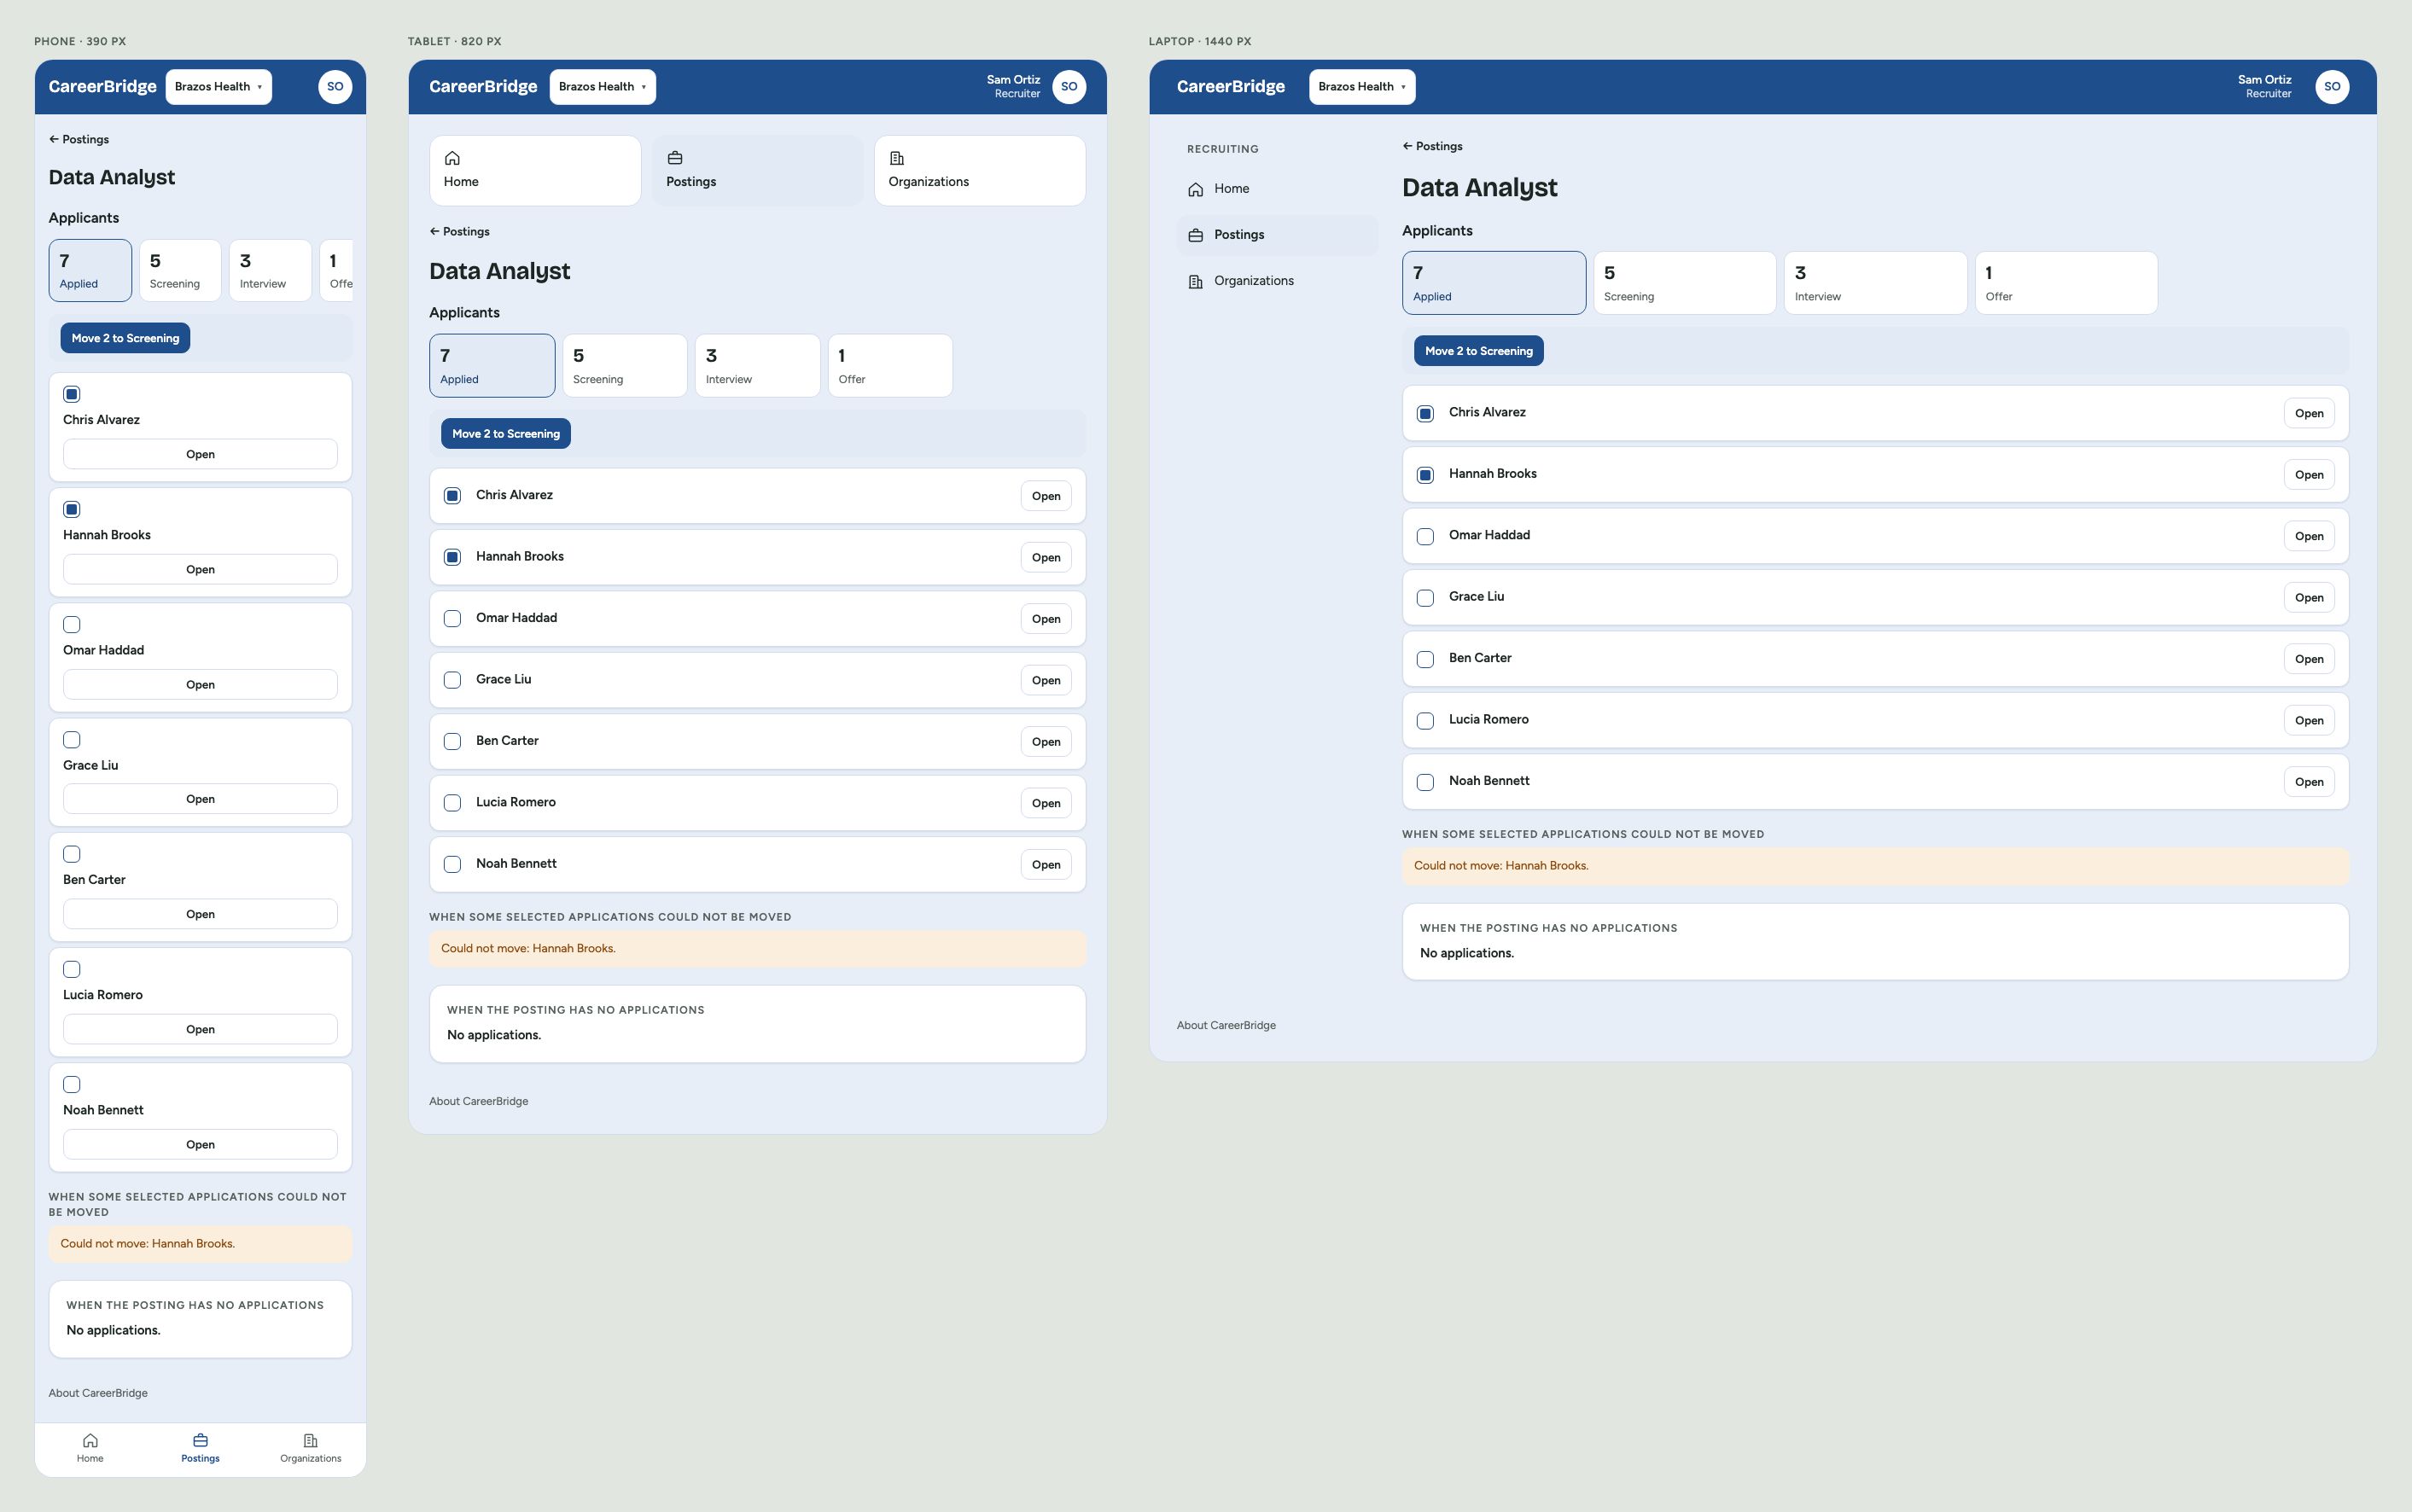 PHONE · 390 PX
CareerBridge
Brazos Health ▾
SO
← Postings
Data Analyst
Applicants
7
Applied
5
Screening
3
Interview
1
Offe
Move 2 to Screening
Chris Alvarez
Open
Hannah Brooks
Open
Omar Haddad
Open
Grace Liu
Open
Ben Carter
Open
Lucia Romero
Open
Noah Bennett
Open
WHEN SOME SELECTED APPLICATIONS COULD NOT
BE MOVED
Could not move: Hannah Brooks.
WHEN THE POSTING HAS NO APPLICATIONS
No applications.
About CareerBridge
Home
Postings
Organizations
TABLET · 820 PX
CareerBridge
Brazos Health ▾
Sam Ortiz
Recruiter
SO
Home
Postings
Organizations
← Postings
Data Analyst
Applicants
7
Applied
5
Screening
3
Interview
1
Offer
Move 2 to Screening
Chris Alvarez
Open
Hannah Brooks
Open
Omar Haddad
Open
Grace Liu
Open
Ben Carter
Open
Lucia Romero
Open
Noah Bennett
Open
WHEN SOME SELECTED APPLICATIONS COULD NOT BE MOVED
Could not move: Hannah Brooks.
WHEN THE POSTING HAS NO APPLICATIONS
No applications.
About CareerBridge
LAPTOP · 1440 PX
CareerBridge
Brazos Health ▾
Sam Ortiz
Recruiter
SO
RECRUITING
Home
Postings
Organizations
← Postings
Data Analyst
Applicants
7
Applied
5
Screening
3
Interview
1
Offer
Move 2 to Screening
Chris Alvarez
Open
Hannah Brooks
Open
Omar Haddad
Open
Grace Liu
Open
Ben Carter
Open
Lucia Romero
Open
Noah Bennett
Open
WHEN SOME SELECTED APPLICATIONS COULD NOT BE MOVED
Could not move: Hannah Brooks.
WHEN THE POSTING HAS NO APPLICATIONS
No applications.
About CareerBridge